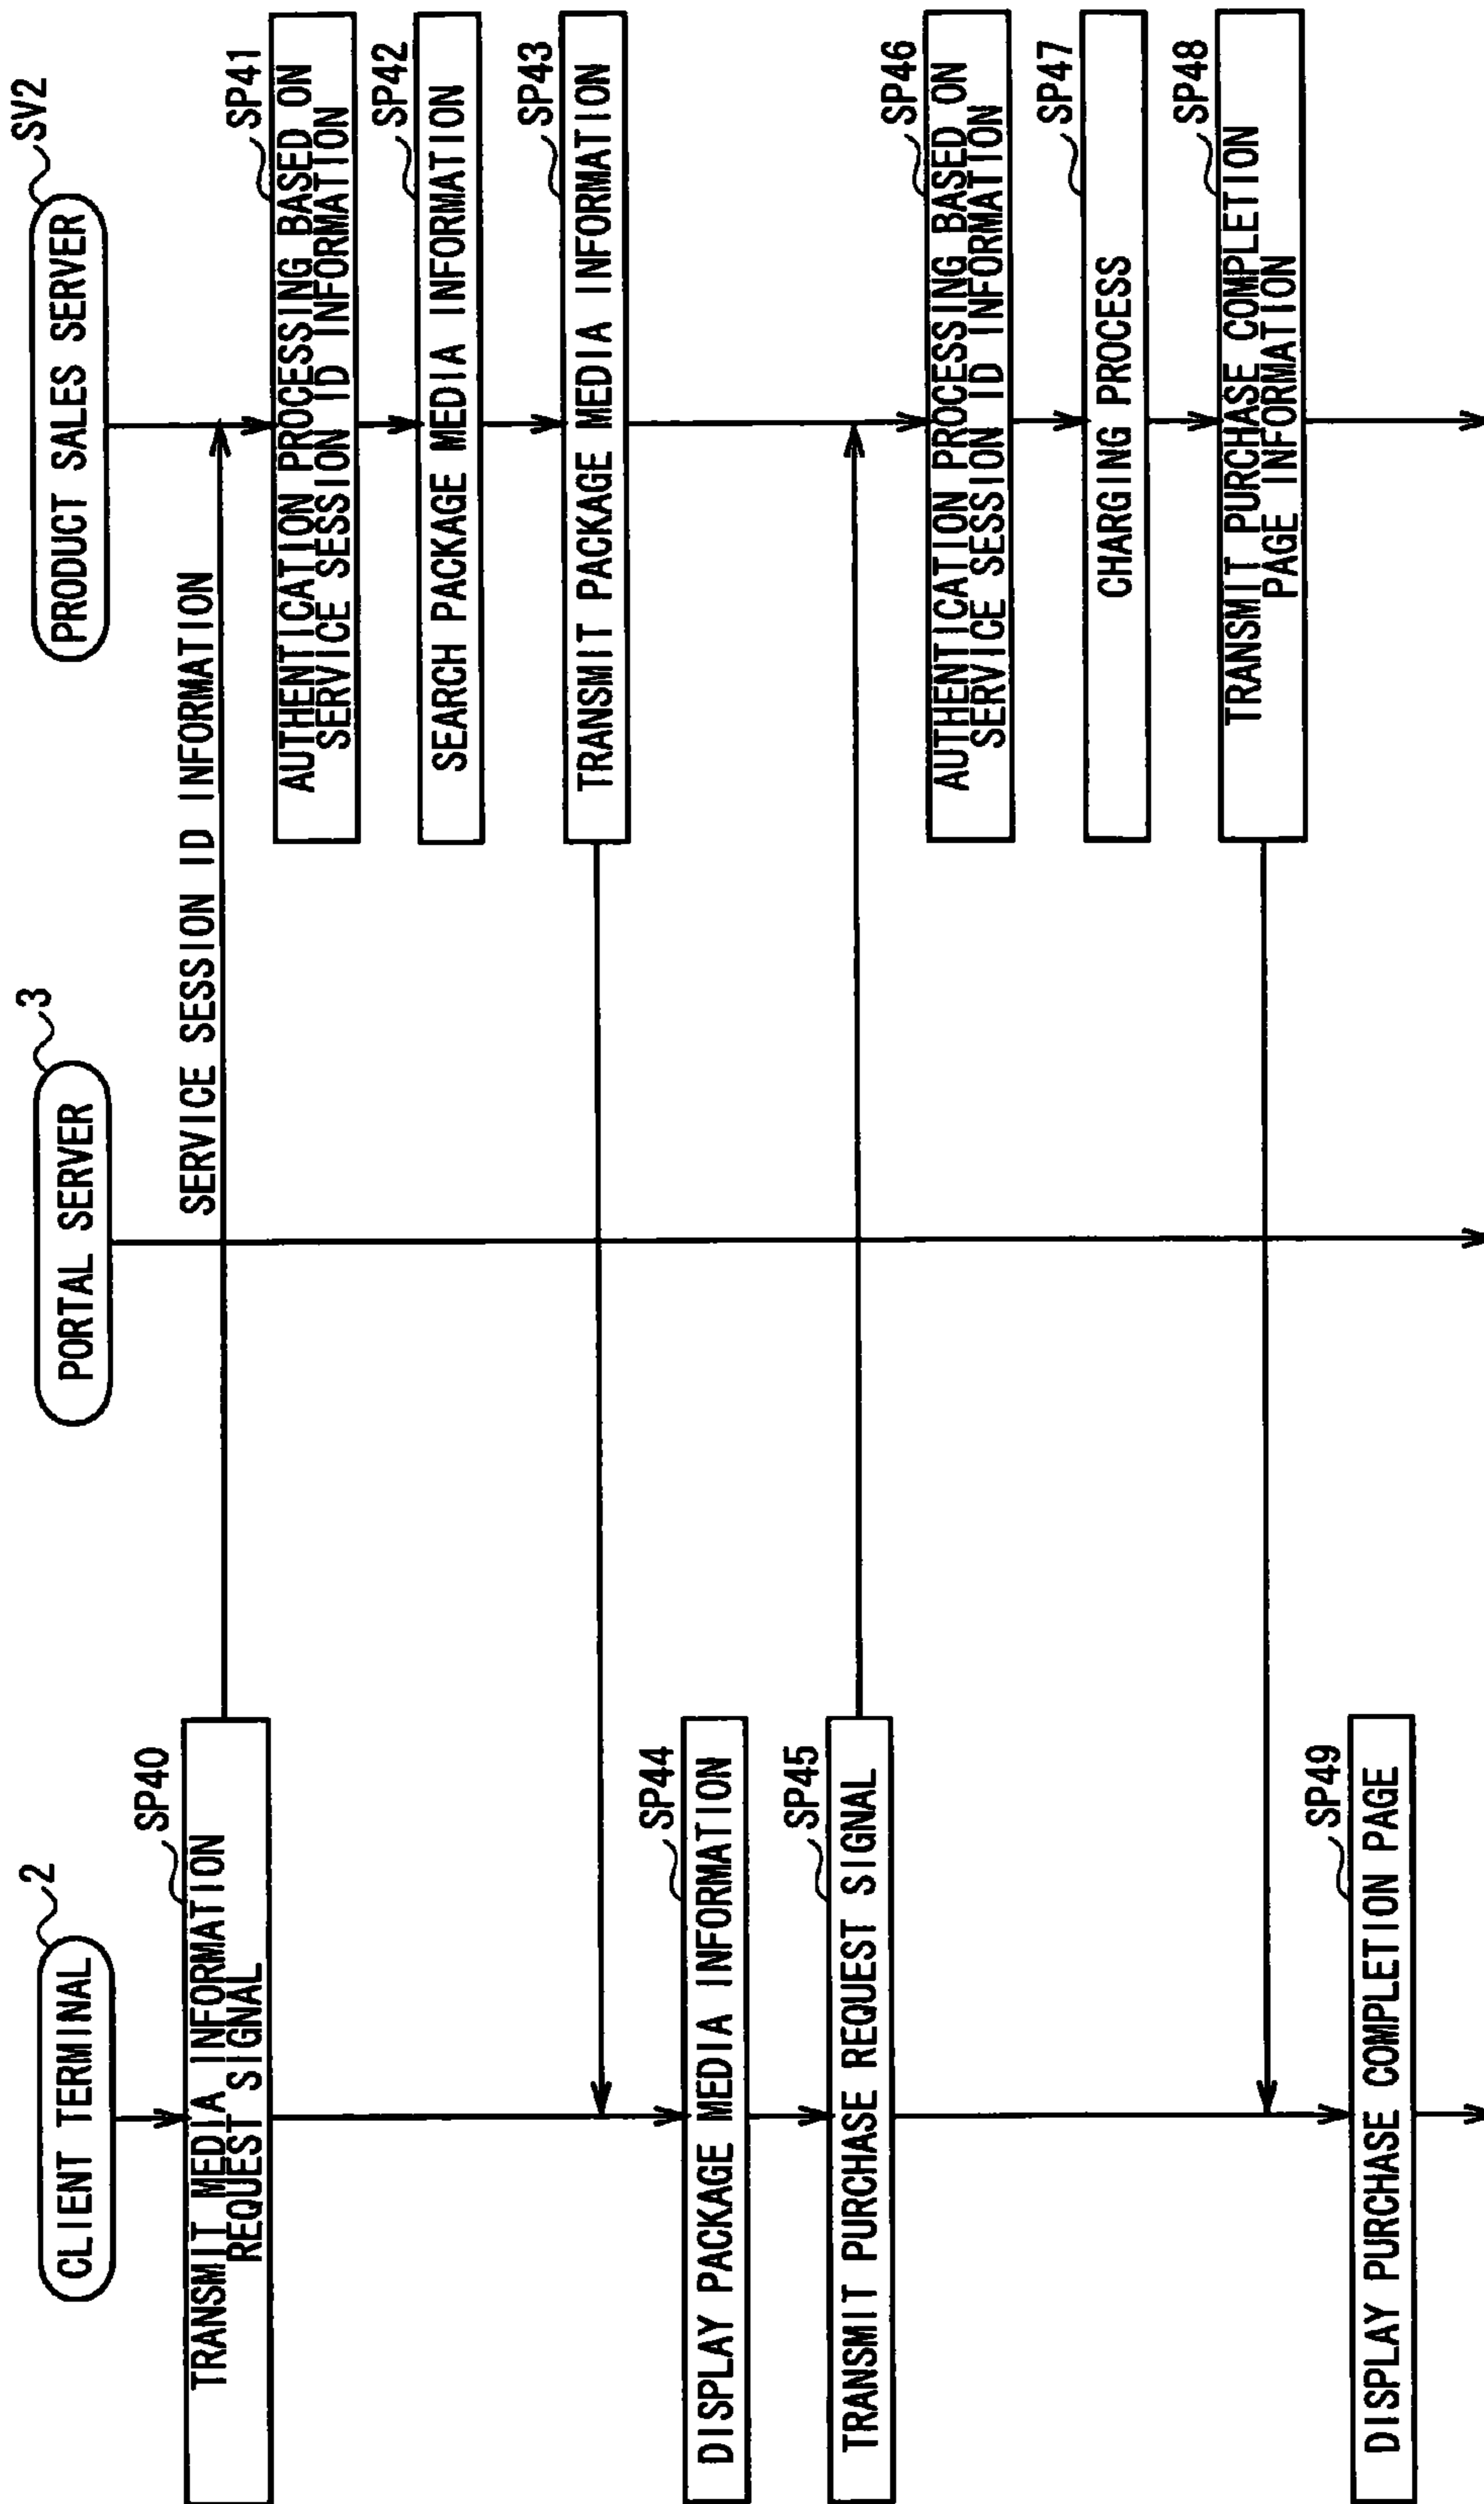 CLIENT TERMINAL
2
PORTAL SERVER
3
PRODUCT SALES SERVER
SV2
SP40
TRANSMIT MEDIA INFORMATION
REQUEST SIGNAL
SERVICE SESSION ID INFORMATION
SP41
AUTHENTICATION PROCESSING BASED ON
SERVICE SESSION ID INFORMATION
SP42
SEARCH PACKAGE MEDIA INFORMATION
SP43
TRANSMIT PACKAGE MEDIA INFORMATION
SP44
DISPLAY PACKAGE MEDIA INFORMATION
SP45
TRANSMIT PURCHASE REQUEST SIGNAL
SP46
AUTHENTICATION PROCESSING BASED ON
SERVICE SESSION ID INFORMATION
SP47
CHARGING PROCESS
SP48
TRANSMIT PURCHASE COMPLETION
PAGE INFORMATION
SP49
DISPLAY PURCHASE COMPLETION PAGE